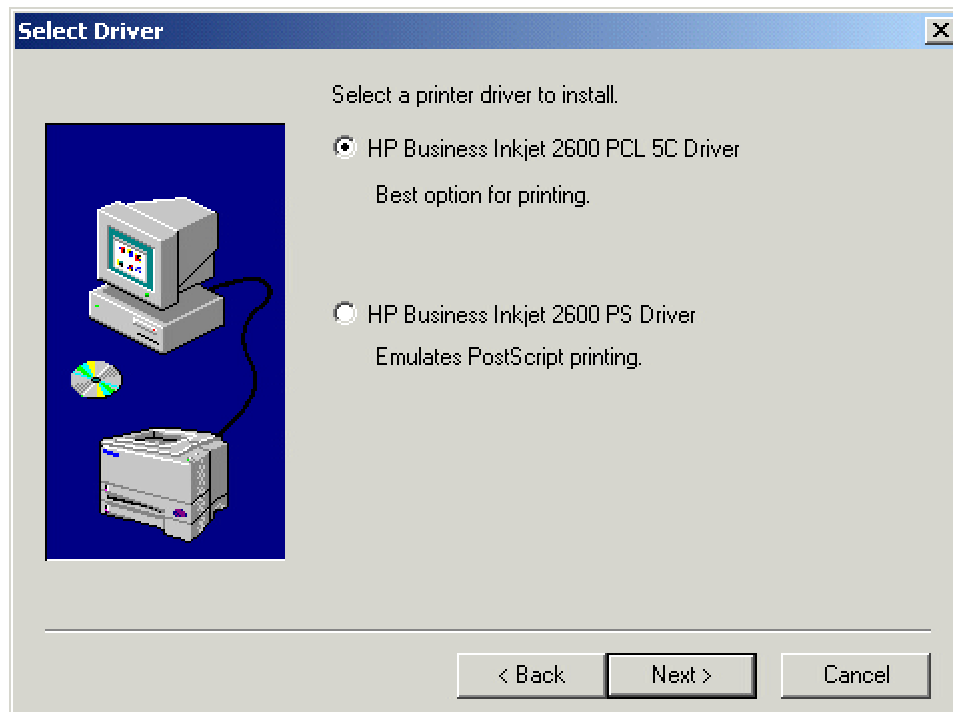 Select Driver
Select a printer driver to install.
HP Business Inkjet 2600 PCL 5C Driver
Best option for printing.
HP Business Inkjet 2600 PS Driver
Emulates PostScript printing.
< Back
Next >
Cancel